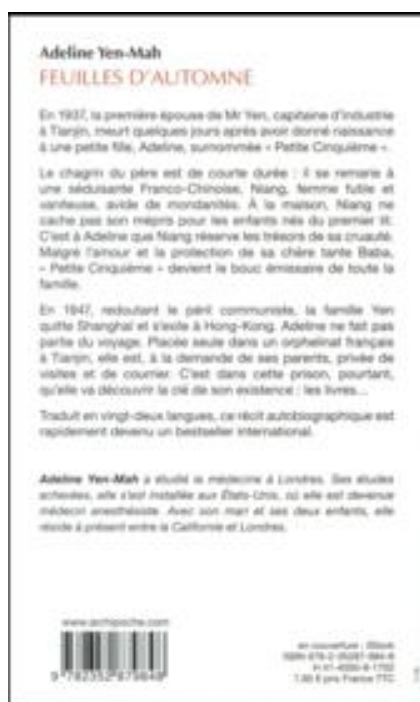 Adeline Yen-Mah
FEUILLES D'AUTOMNE
En 1937, la première épouse de Mr Yen, capitaine d'industrie
à Tianjin, meurt quelques jours après avoir donné naissance
à une petite fille, Adeline, surnommée « Petite Cinquième ».
Le chagrin du père est de courte durée : il se remarie à
une séduisante Franco-Chinoise, Niang, femme futile et
vaniteuse, avide de mondanités. À la maison, Niang ne
cache pas son mépris pour les enfants nés du premier lit.
C'est à Adeline que Niang réserve les trésors de sa cruauté.
Malgré l'amour et la protection de sa chère tante Baba,
« Petite Cinquième » devient le bouc émissaire de toute la
famille.
En 1947, redoutant le péril communiste, la famille Yen
quitte Shanghai et s'exile à Hong-Kong. Adeline ne fait pas
partie du voyage. Placée seule dans un orphelinat français
à Tianjin, elle est, à la demande de ses parents, privée de
visites et de courrier. C'est dans cette prison, pourtant,
qu'elle va découvrir la clé de son existence : les livres...
Traduit en vingt-deux langues, ce récit autobiographique est
rapidement devenu un bestseller international.
Adeline Yen-Mah a étudié la médecine à Londres. Ses études
achevées, elle s'est installée aux États-Unis, où elle est devenue
médecin anesthésiste. Avec son mari et ses deux enfants, elle
réside à présent entre la Californie et Londres.
www.archipoche.com
en couverture : iStock
prix France TTC